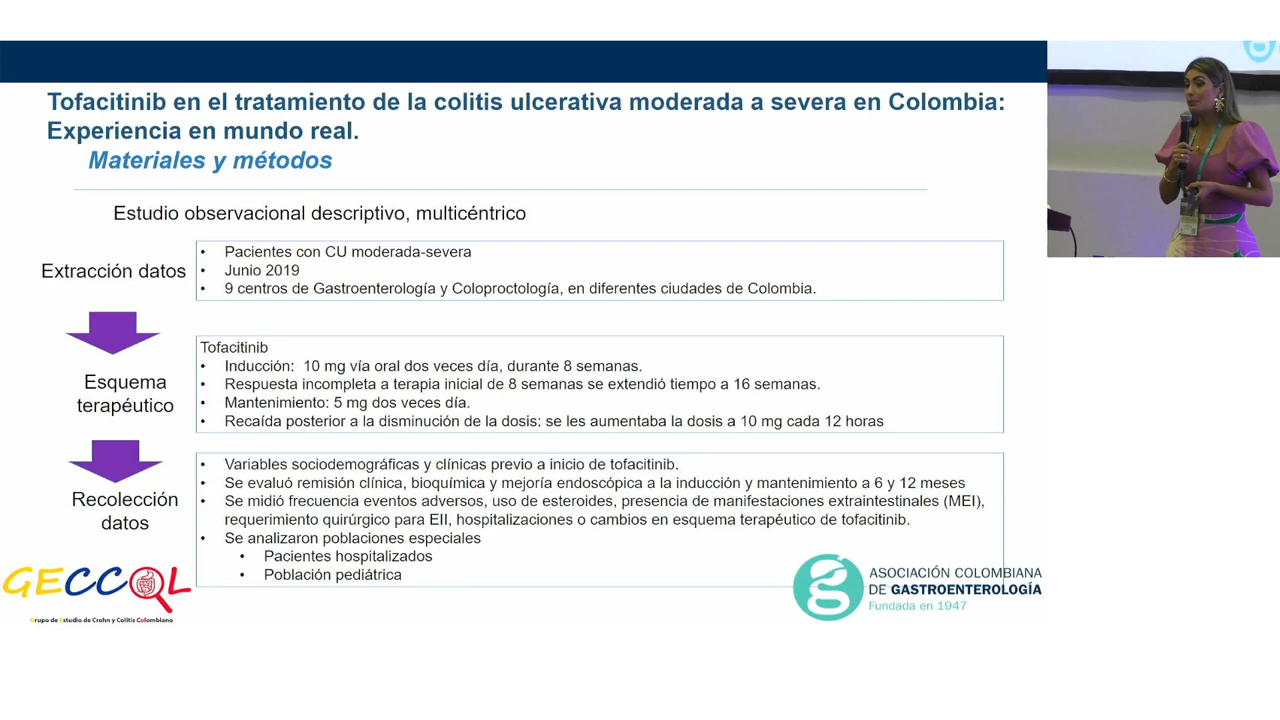 Tofacitinib en el tratamiento de la colitis ulcerativa moderada a severa en Colombia:
Experiencia en mundo real.
Materiales y métodos
Estudio observacional descriptivo, multicéntrico
Extracción datos
• Pacientes con CU moderada-severa
• Junio 2019
• 9 centros de Gastroenterología y Coloproctología, en diferentes ciudades de Colombia.
Esquema
terapéutico
Tofacitinib
• Inducción: 10 mg vía oral dos veces día, durante 8 semanas.
• Respuesta incompleta a terapia inicial de 8 semanas se extendió tiempo a 16 semanas.
• Mantenimiento: 5 mg dos veces día.
• Recaída posterior a la disminución de la dosis: se les aumentaba la dosis a 10 mg cada 12 horas
Recolección
datos
• Variables sociodemográficas y clínicas previo a inicio de tofacitinib.
• Se evaluó remisión clínica, bioquímica y mejoría endoscópica a la inducción y mantenimiento a 6 y 12 meses
• Se midió frecuencia eventos adversos, uso de esteroides, presencia de manifestaciones extraintestinales (MEI),
requerimiento quirúrgico para EII, hospitalizaciones o cambios en esquema terapéutico de tofacitinib.
• Se analizaron poblaciones especiales
• Pacientes hospitalizados
• Población pediátrica
GECCOL
Grupo de Estudio de Crohn y Colitis Colombiano
ASOCIACIÓN COLOMBIANA
DE GASTROENTEROLOGÍA
Fundada en 1947